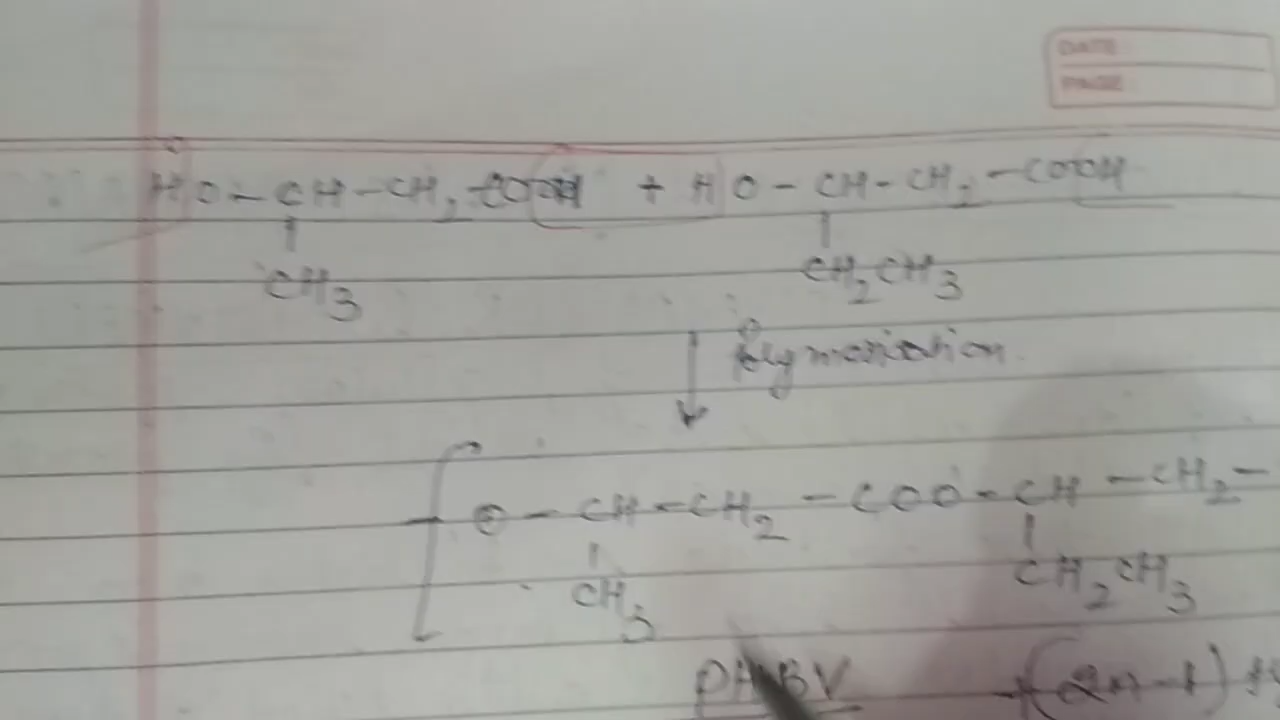 DATE :
PAGE :
HO-CH-CH2-COOH + HO-CH-CH2-COOH
CH3 CH2CH3
Polymerisation
[O-CH-CH2-COO-CH-CH2-
CH3 CH2CH3
PHBV +(2n-1) H